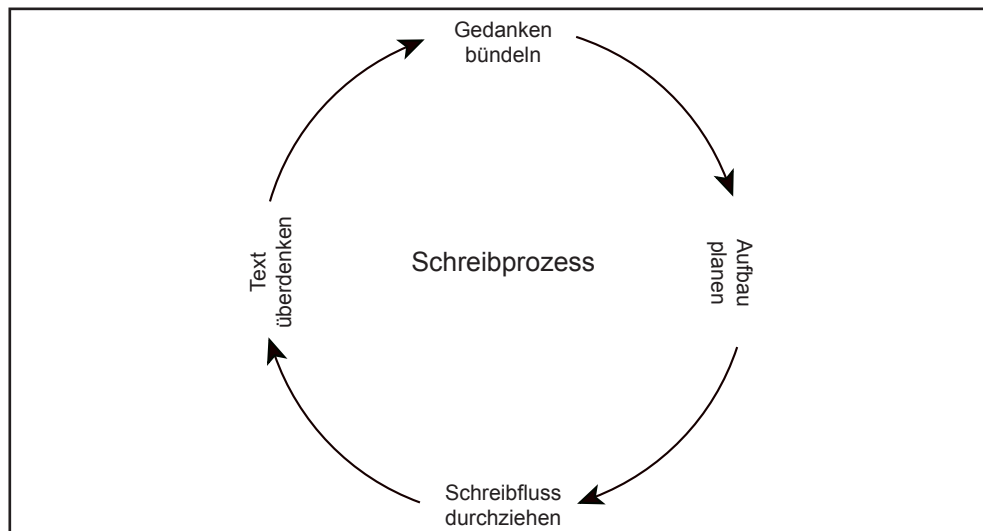 Gedanken
bündeln
Aufbau
planen
Schreibprozess
Text
überdenken
Schreibfluss
durchziehen